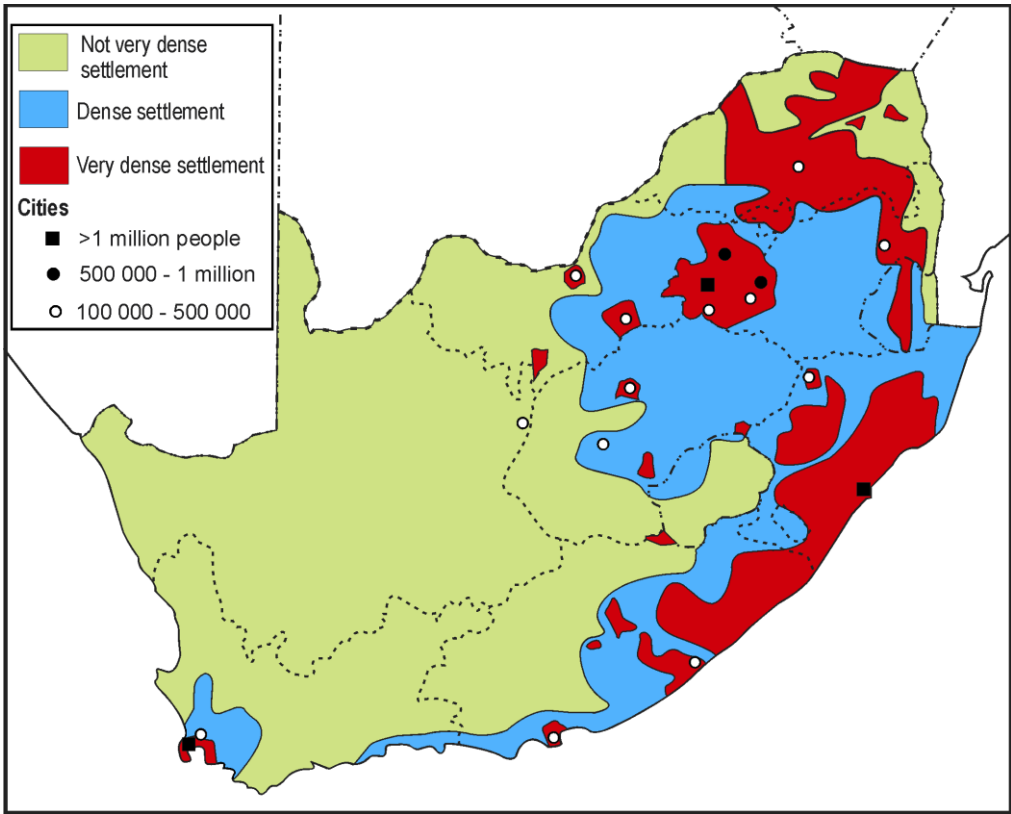 Not very dense
settlement
Dense settlement
Very dense settlement
Cities
>1 million people
500 000 - 1 million
100 000 - 500 000